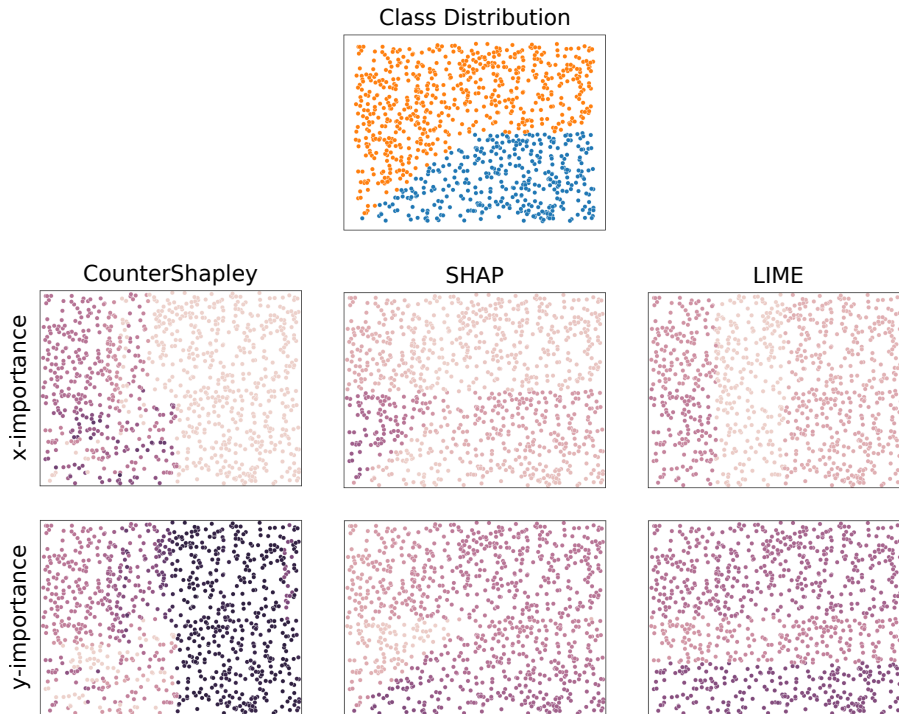 Class Distribution
CounterShapley
SHAP
LIME
x-importance
y-importance